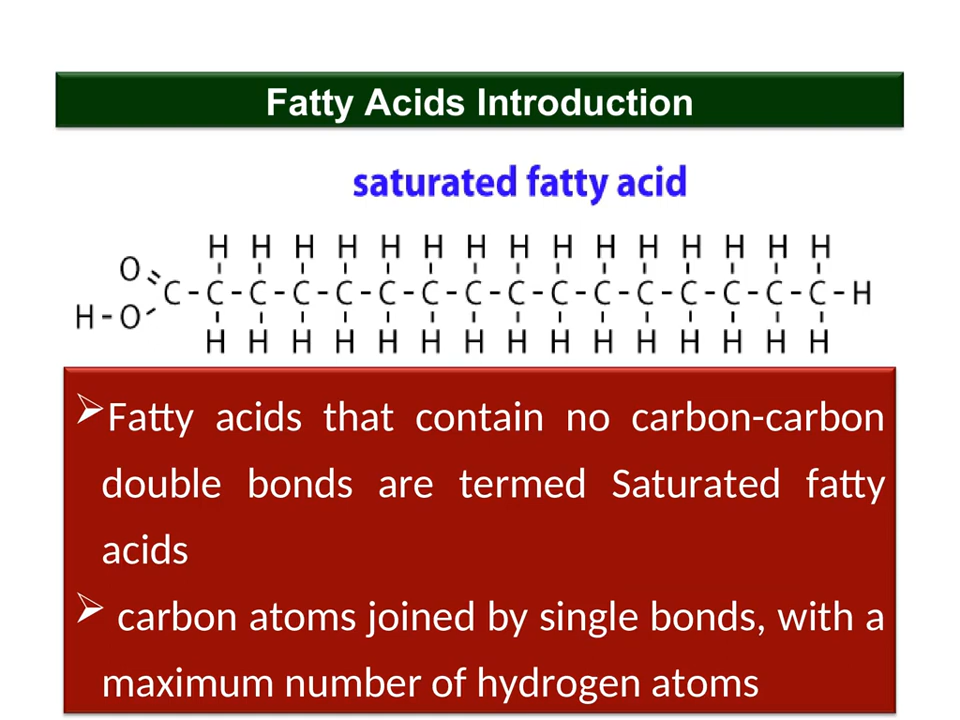 Fatty Acids Introduction
saturated fatty acid
H H H H H H H H H H H H H H H
O
C - C - C - C - C - C - C - C - C - C - C - C - C - C - C - C - H
H - O
H H H H H H H H H H H H H H H
➢Fatty acids that contain no carbon-carbon
double bonds are termed Saturated fatty
acids
➢ carbon atoms joined by single bonds, with a
maximum number of hydrogen atoms